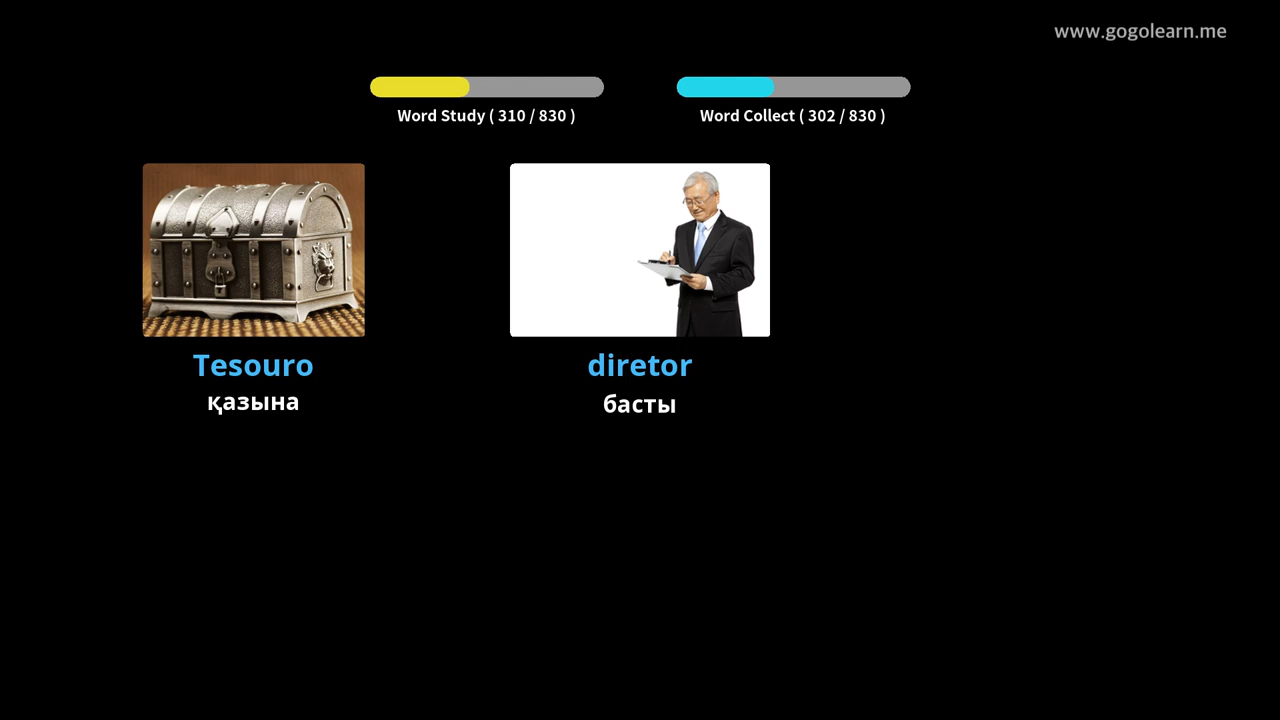 www.gogolearn.me
Word Study ( 310 / 830 )
Word Collect ( 302 / 830 )
Tesouro
қазына
diretor
басты